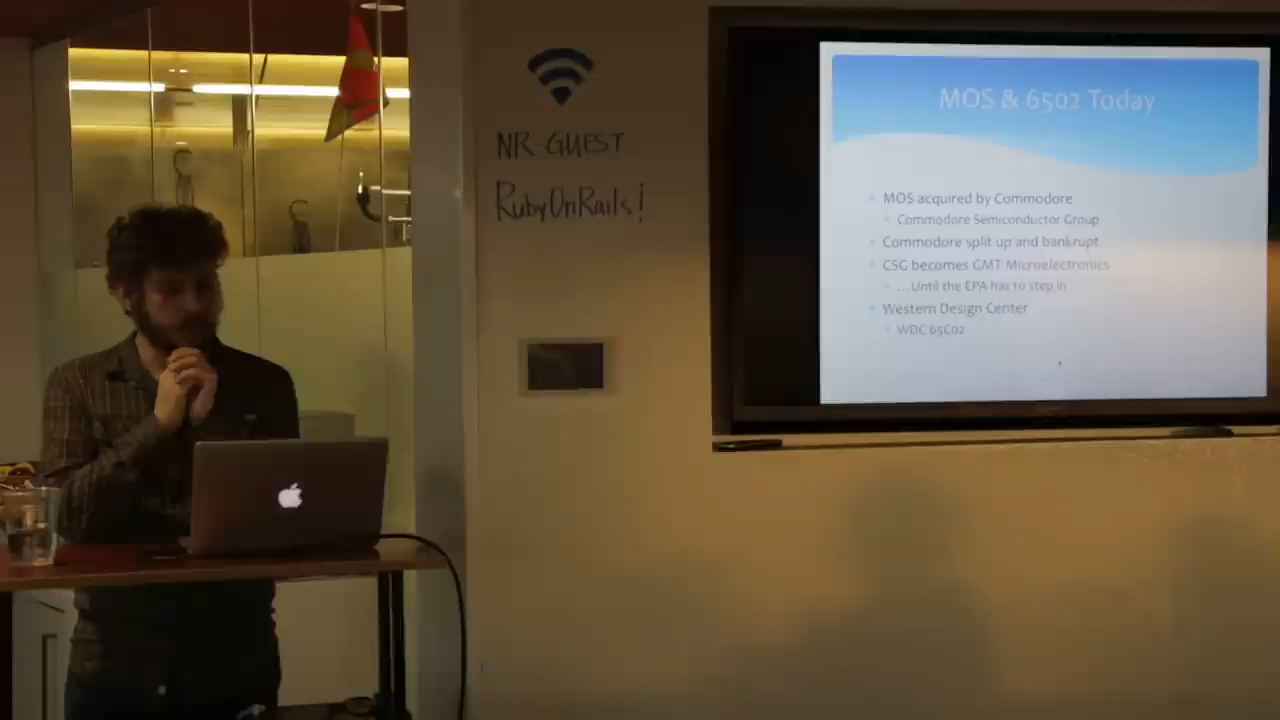 NR-GUEST
RubyOnRails!
MOS & 6502 Today
MOS acquired by Commodore
Commodore Semiconductor Group
Commodore split up and bankrupt
CSG becomes GMT Microelectronics
... Until the EPA has to step in
Western Design Center
WDC 65C02